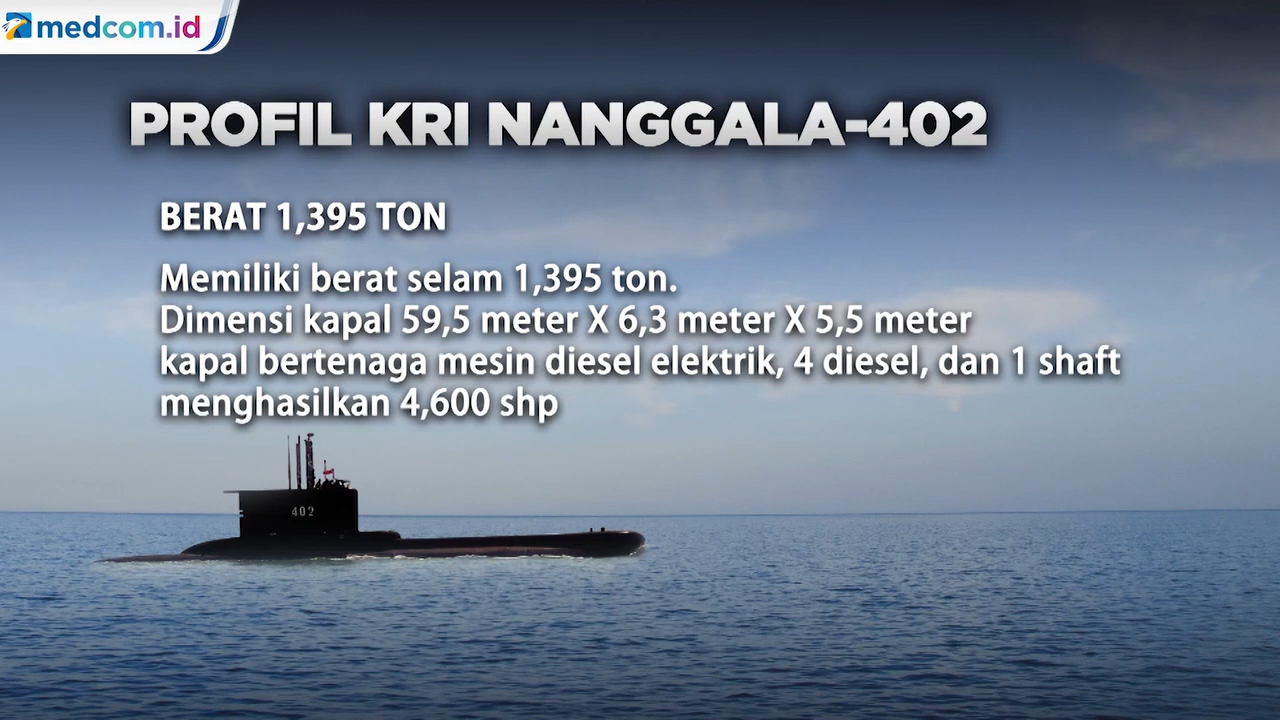 medcom.id
PROFIL KRI NANGGALA-402
BERAT 1,395 TON
Memiliki berat selam 1,395 ton.
Dimensi kapal 59,5 meter X 6,3 meter X 5,5 meter
kapal bertenaga mesin diesel elektrik, 4 diesel, dan 1 shaft
menghasilkan 4,600 shp
402